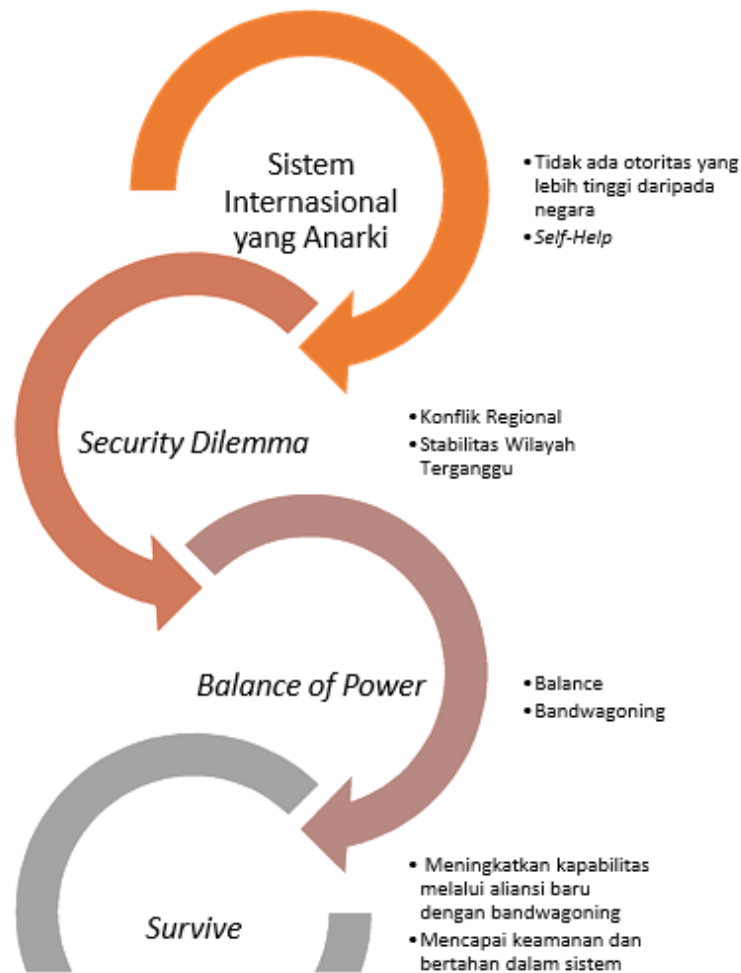 Sistem
Internasional
yang Anarki
•Tidak ada otoritas yang
lebih tinggi daripada
negara
•Self-Help
Security Dilemma
•Konflik Regional
•Stabilitas Wilayah
Terganggu
Balance of Power
•Balance
•Bandwagoning
Survive
• Meningkatkan kapabilitas
melalui aliansi baru
dengan bandwagoning
•Mencapai keamanan dan
bertahan dalam sistem